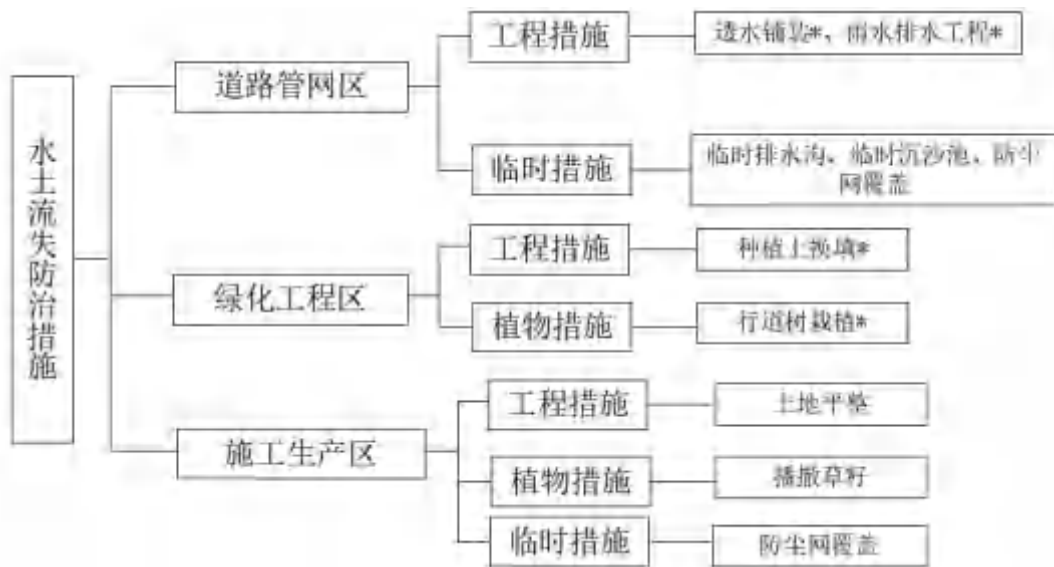 水土流失防治措施
道路管网区
工程措施
透水铺装*、雨水排水工程*
临时措施
临时排水沟、临时沉沙池、防尘
网覆盖
绿化工程区
工程措施
种植土换填*
植物措施
行道树栽植*
施工生产区
工程措施
土地平整
植物措施
播撒草籽
临时措施
防尘网覆盖